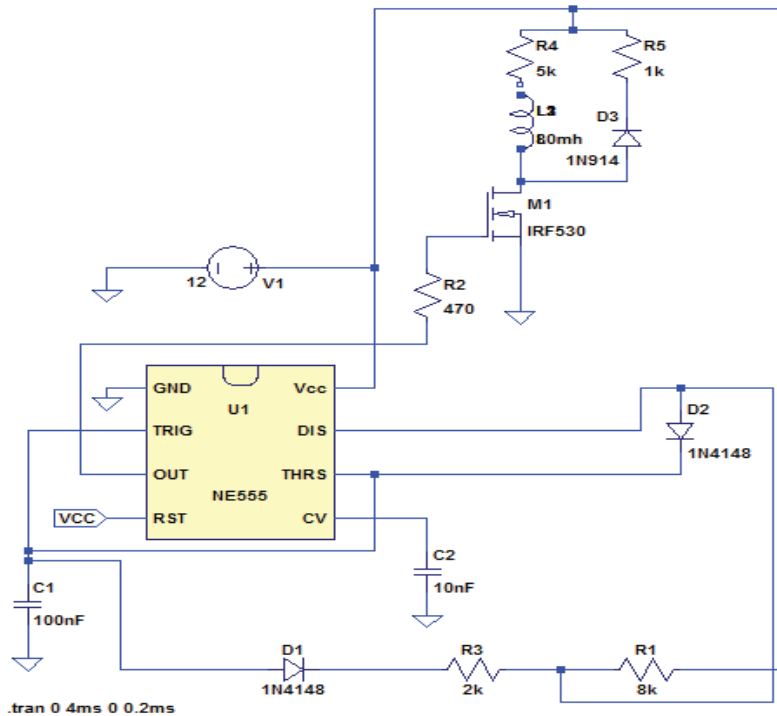 R4
R5
5k
1k
D3
80mh
1N914
M1
IRF530
12
V1
R2
470
GND
Vcc
U1
D2
TRIG
DIS
1N4148
OUT
THRS
NE555
VCC
RST
CV
C1
C2
100nF
10nF
D1
R3
R1
1N4148
2k
8k
.tran 0 4ms 0 0.2ms